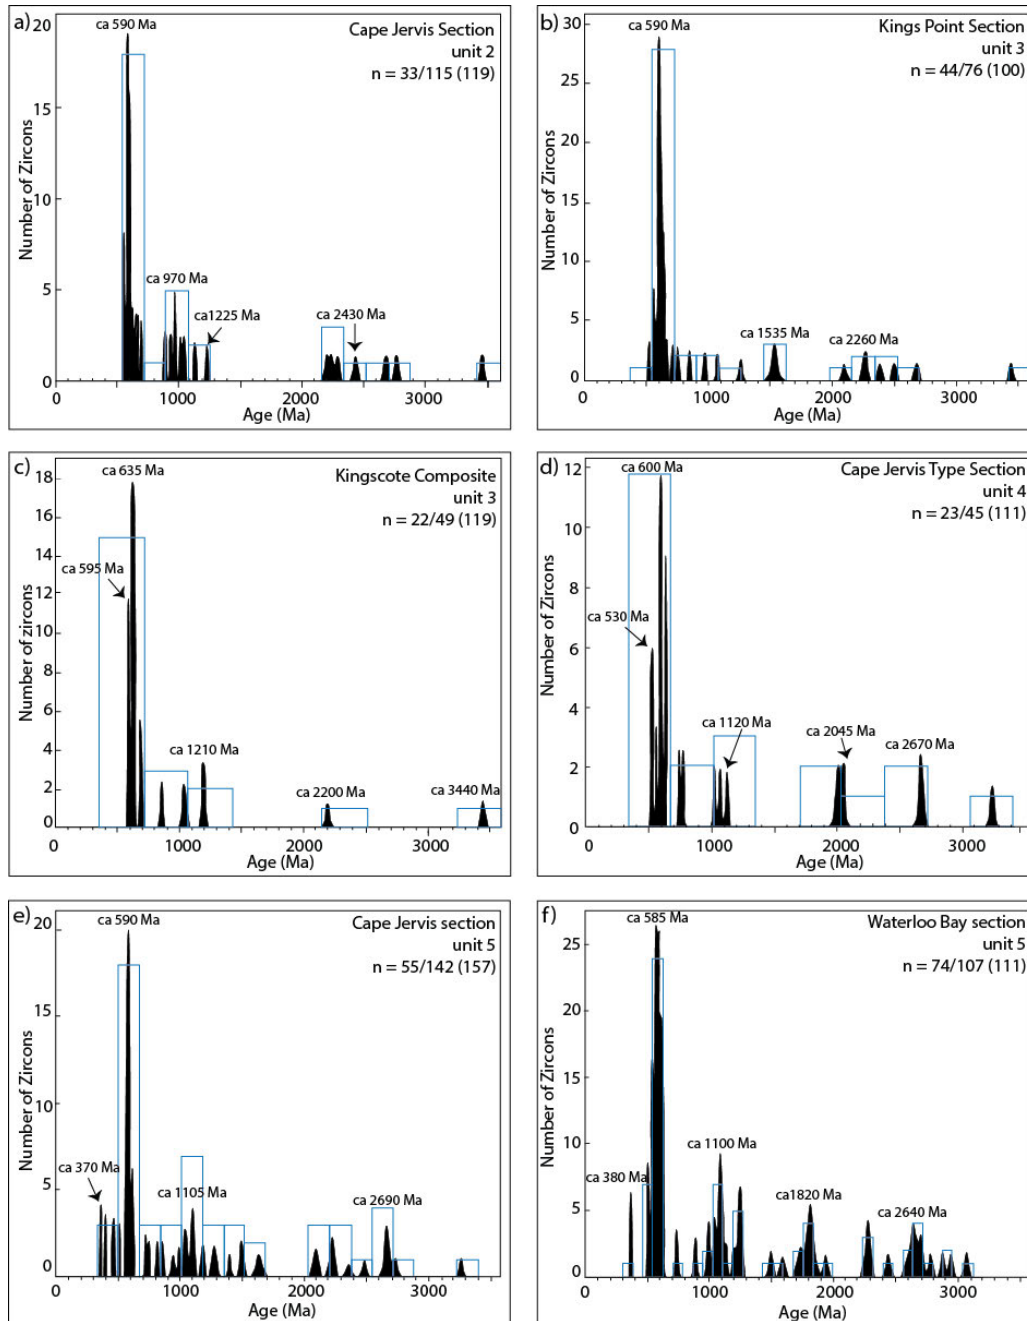 a)
Cape Jervis Section
unit 2
n = 33/115 (119)
ca 590 Ma
ca 970 Ma
ca1225 Ma
ca 2430 Ma
20
15
10
5
0
Number of Zircons
0 1000 2000 3000
Age (Ma)
b)
Kings Point Section
unit 3
n = 44/76 (100)
ca 590 Ma
ca 1535 Ma
ca 2260 Ma
30
25
20
15
10
5
0
Number of Zircons
0 1000 2000 3000
Age (Ma)
c)
Kingscote Composite
unit 3
n = 22/49 (119)
ca 635 Ma
ca 595 Ma
ca 1210 Ma
ca 2200 Ma
ca 3440 Ma
18
16
14
12
10
8
6
4
2
0
Number of zircons
0 1000 2000 3000
Age (Ma)
d)
Cape Jervis Type Section
unit 4
n = 23/45 (111)
ca 600 Ma
ca 530 Ma
ca 1120 Ma
ca 2045 Ma
ca 2670 Ma
12
10
8
6
4
2
0
Number of Zircons
0 1000 2000 3000
Age (Ma)
e)
Cape Jervis section
unit 5
n = 55/142 (157)
ca 590 Ma
ca 370 Ma
ca 1105 Ma
ca 2690 Ma
20
15
10
5
0
Number of Zircons
0 1000 2000 3000
Age (Ma)
f)
Waterloo Bay section
unit 5
n = 74/107 (111)
ca 585 Ma
ca 380 Ma
ca 1100 Ma
ca1820 Ma
ca 2640 Ma
25
20
15
10
5
0
Number of Zircons
0 1000 2000 3000
Age (Ma)